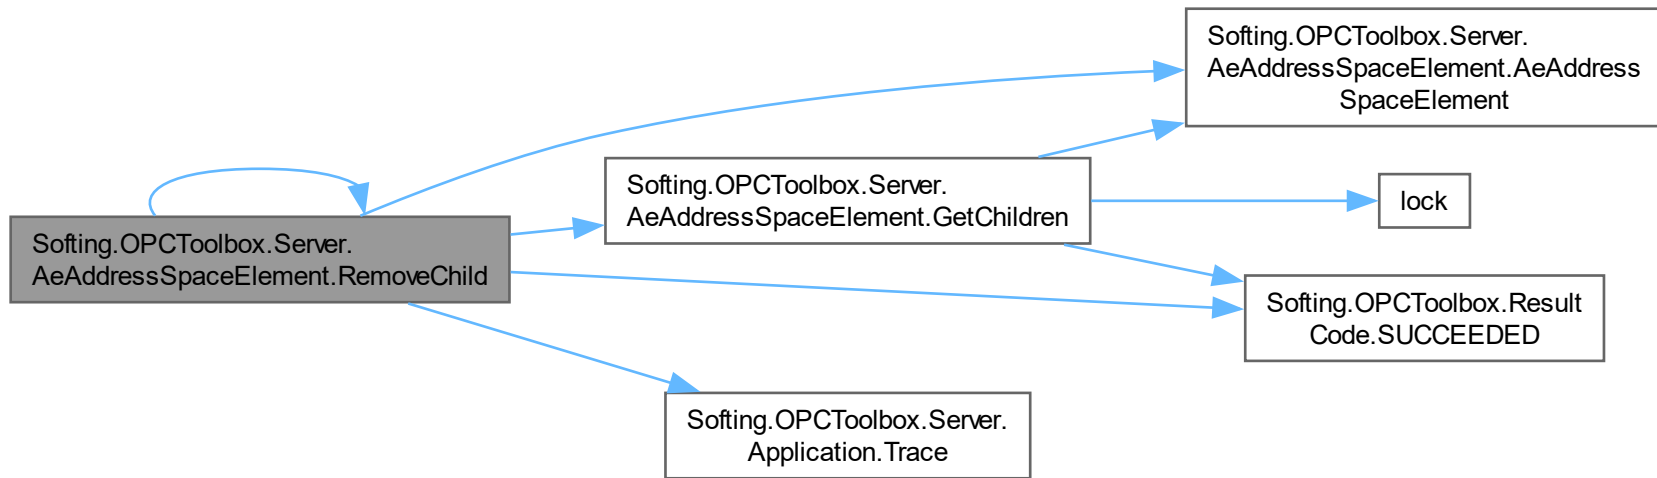 Softing.OPCToolbox.Server.
AeAddressSpaceElement.RemoveChild
Softing.OPCToolbox.Server.
AeAddressSpaceElement.GetChildren
Softing.OPCToolbox.Server.
AeAddressSpaceElement.AeAddress
SpaceElement
lock
Softing.OPCToolbox.Result
Code.SUCCEEDED
Softing.OPCToolbox.Server.
Application.Trace